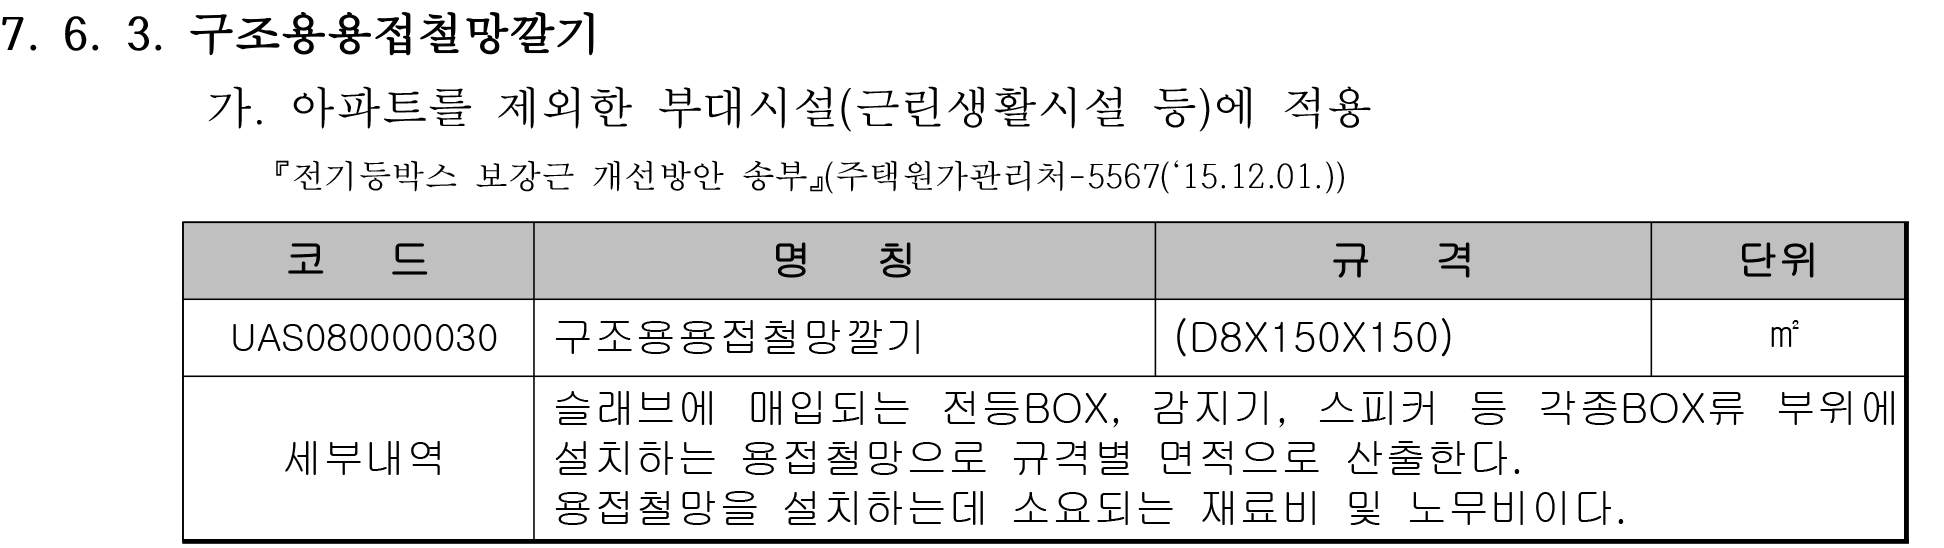 7. 6. 3. 구조용용접철망깔기
가. 아파트를 제외한 부대시설(근린생활시설 등)에 적용
『전기등박스 보강근 개선방안 송부』(주택원가관리처-5567(‘15.12.01.))
코 드 명 칭 규 격 단위
UAS080000030 구조용용접철망깔기 (D8X150X150) ㎡
세부내역
슬래브에 매입되는 전등BOX, 감지기, 스피커 등 각종BOX류 부위에
설치하는 용접철망으로 규격별 면적으로 산출한다.
용접철망을 설치하는데 소요되는 재료비 및 노무비이다.